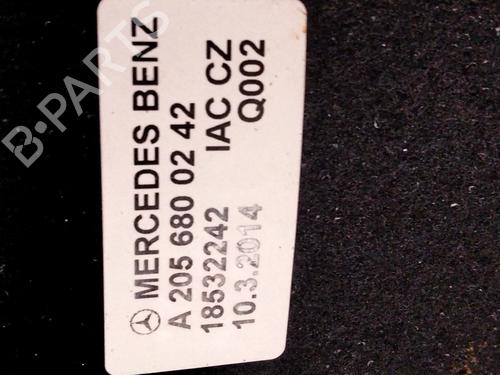 MERCEDES BENZ
A 205 680 02 42
18532242 IAC CZ
10.3.2014 Q002
B-PARTS